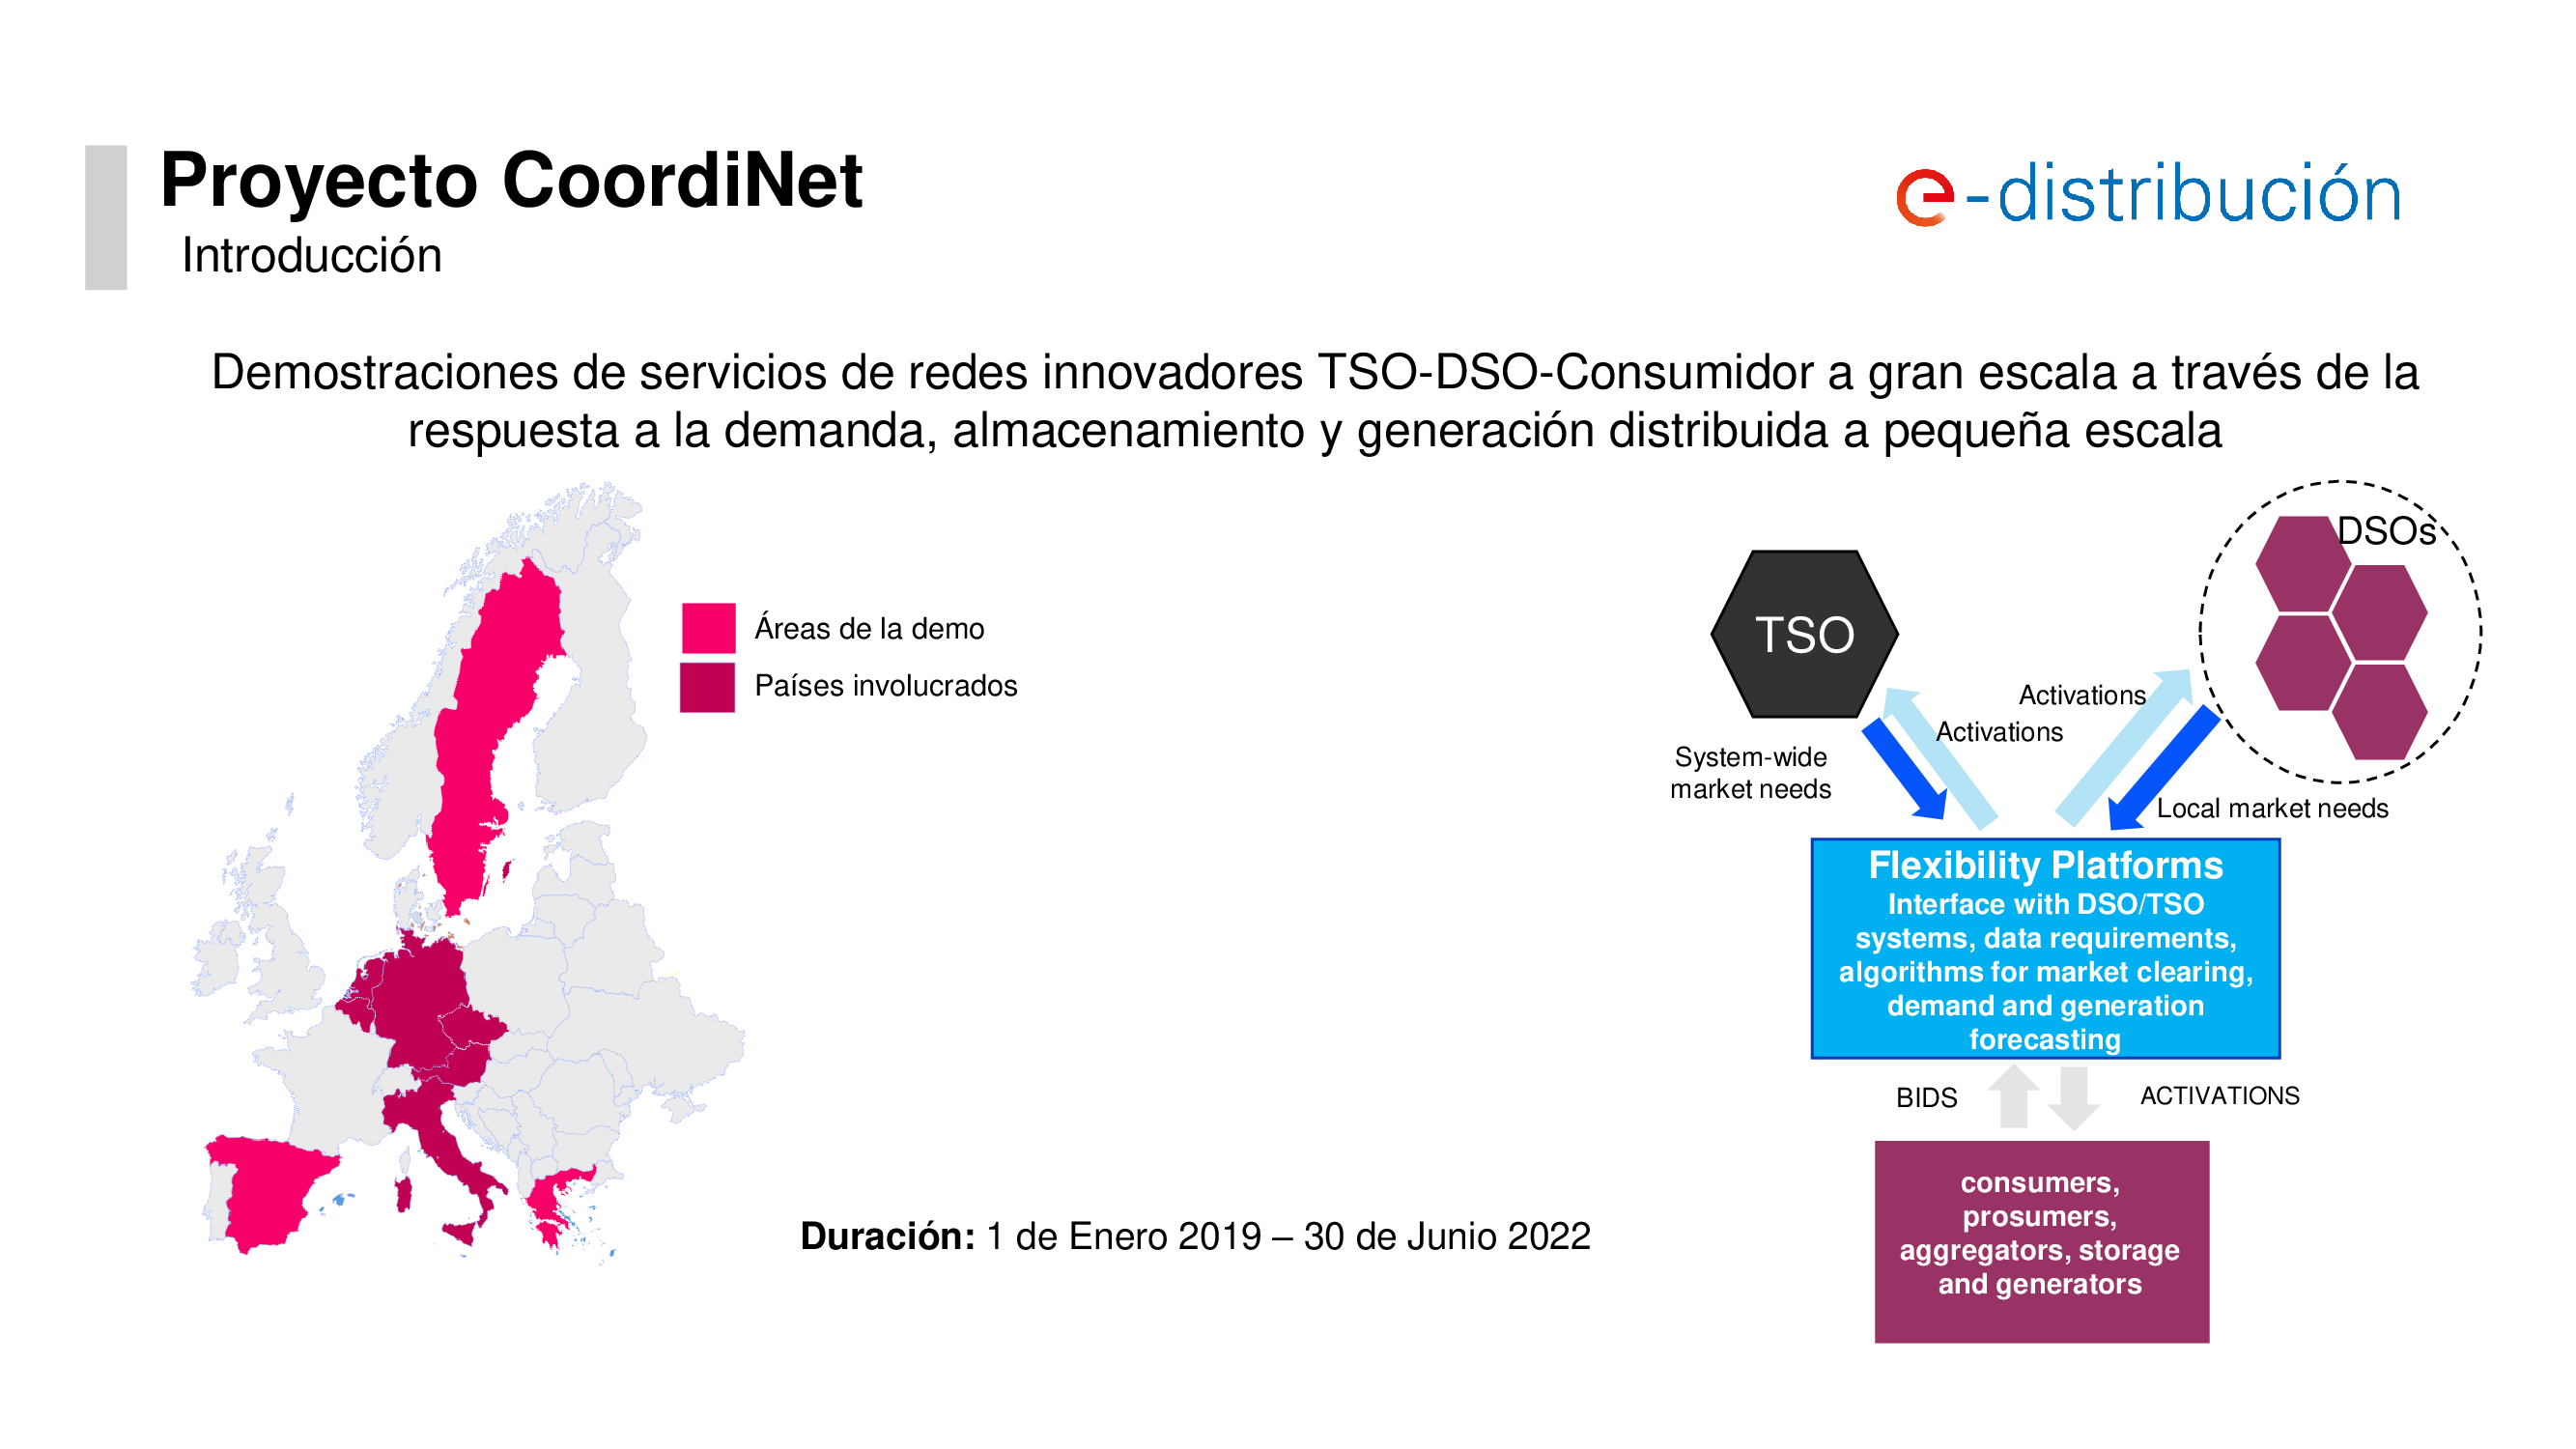 Proyecto CoordiNet
Introducción
e-distribución
Demostraciones de servicios de redes innovadores TSO-DSO-Consumidor a gran escala a través de la
respuesta a la demanda, almacenamiento y generación distribuida a pequeña escala
Áreas de la demo
Países involucrados
Duración: 1 de Enero 2019 – 30 de Junio 2022
DSOs
TSO
Activations
Activations
System-wide
market needs
Local market needs
Flexibility Platforms
Interface with DSO/TSO
systems, data requirements,
algorithms for market clearing,
demand and generation
forecasting
BIDS
ACTIVATIONS
consumers,
prosumers,
aggregators, storage
and generators